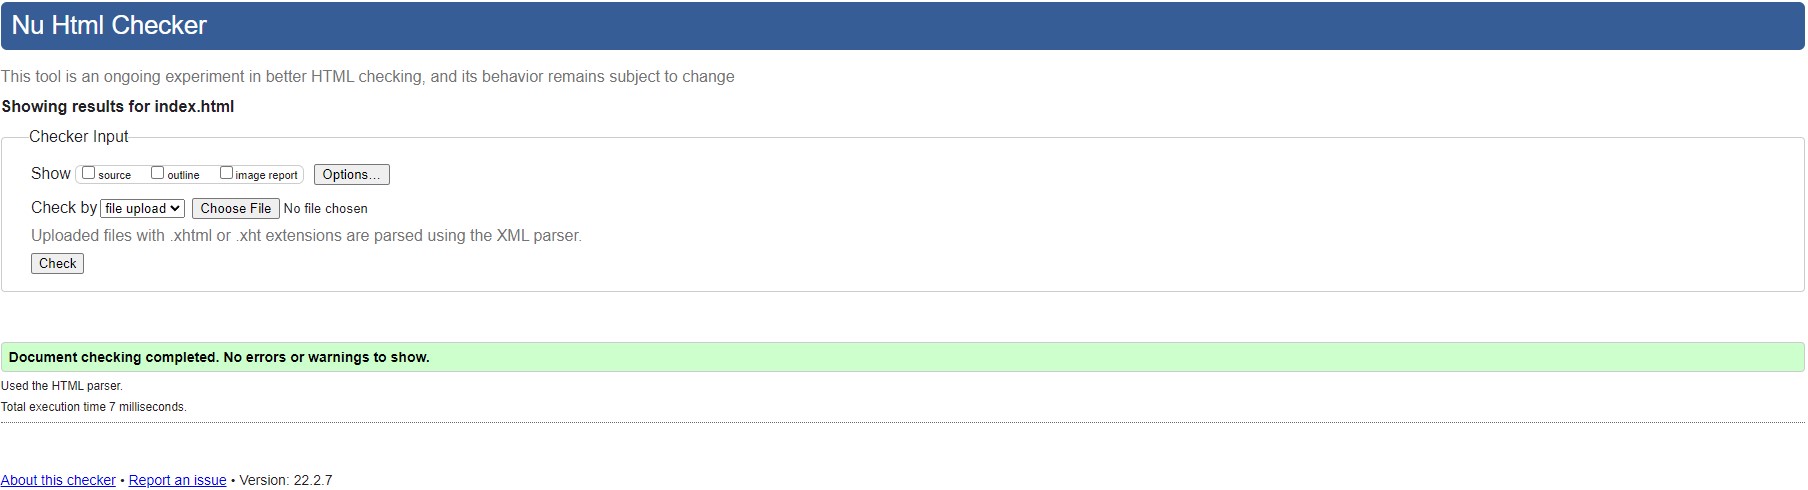 Nu Html Checker
This tool is an ongoing experiment in better HTML checking, and its behavior remains subject to change
Showing results for index.html
Checker Input
Show source outline image report Options...
Check by file upload Choose File No file chosen
Uploaded files with .xhtml or .xht extensions are parsed using the XML parser.
Check
Document checking completed. No errors or warnings to show.
Used the HTML parser.
Total execution time 7 milliseconds.
About this checker • Report an issue • Version: 22.2.7